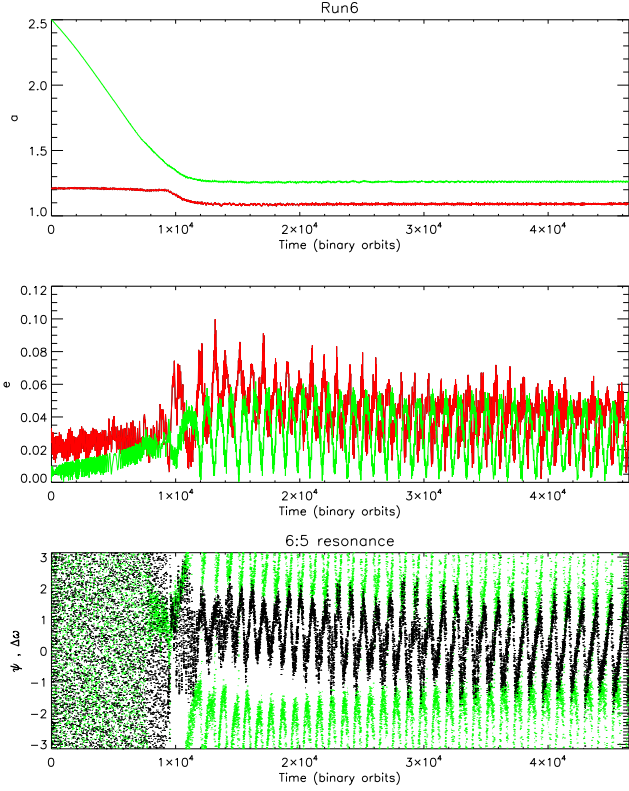 Run6
2.5
2.0
1.5
1.0
a
0 1×10⁴ 2×10⁴ 3×10⁴ 4×10⁴
Time (binary orbits)
0.12
0.10
0.08
0.06
0.04
0.02
0.00
e
0 1×10⁴ 2×10⁴ 3×10⁴ 4×10⁴
Time (binary orbits)
6:5 resonance
3
2
1
0
−1
−2
−3
ψ , Δϖ
0 1×10⁴ 2×10⁴ 3×10⁴ 4×10⁴
Time (binary orbits)